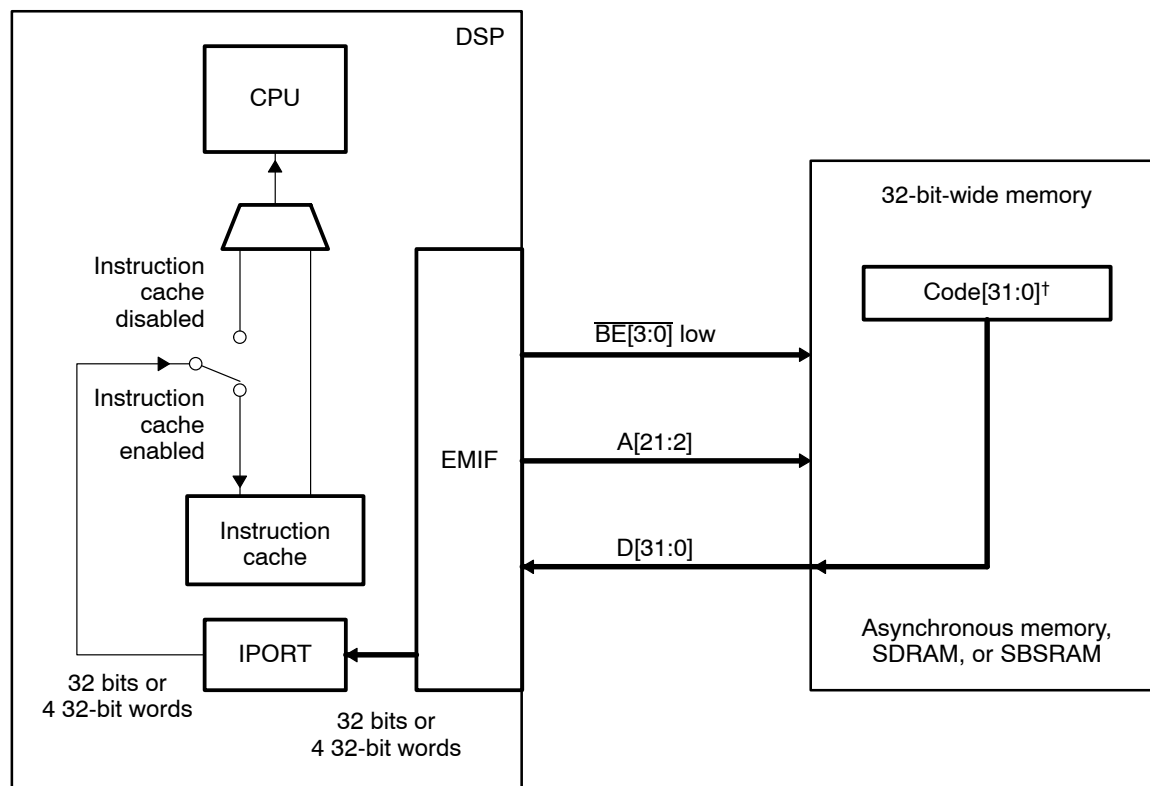 DSP
CPU
Instruction
cache
disabled
Instruction
cache
enabled
Instruction
cache
IPORT
32 bits or
4 32-bit words
32 bits or
4 32-bit words
EMIF
BE[3:0] low
A[21:2]
D[31:0]
32-bit-wide memory
Code[31:0]†
Asynchronous memory,
SDRAM, or SBSRAM